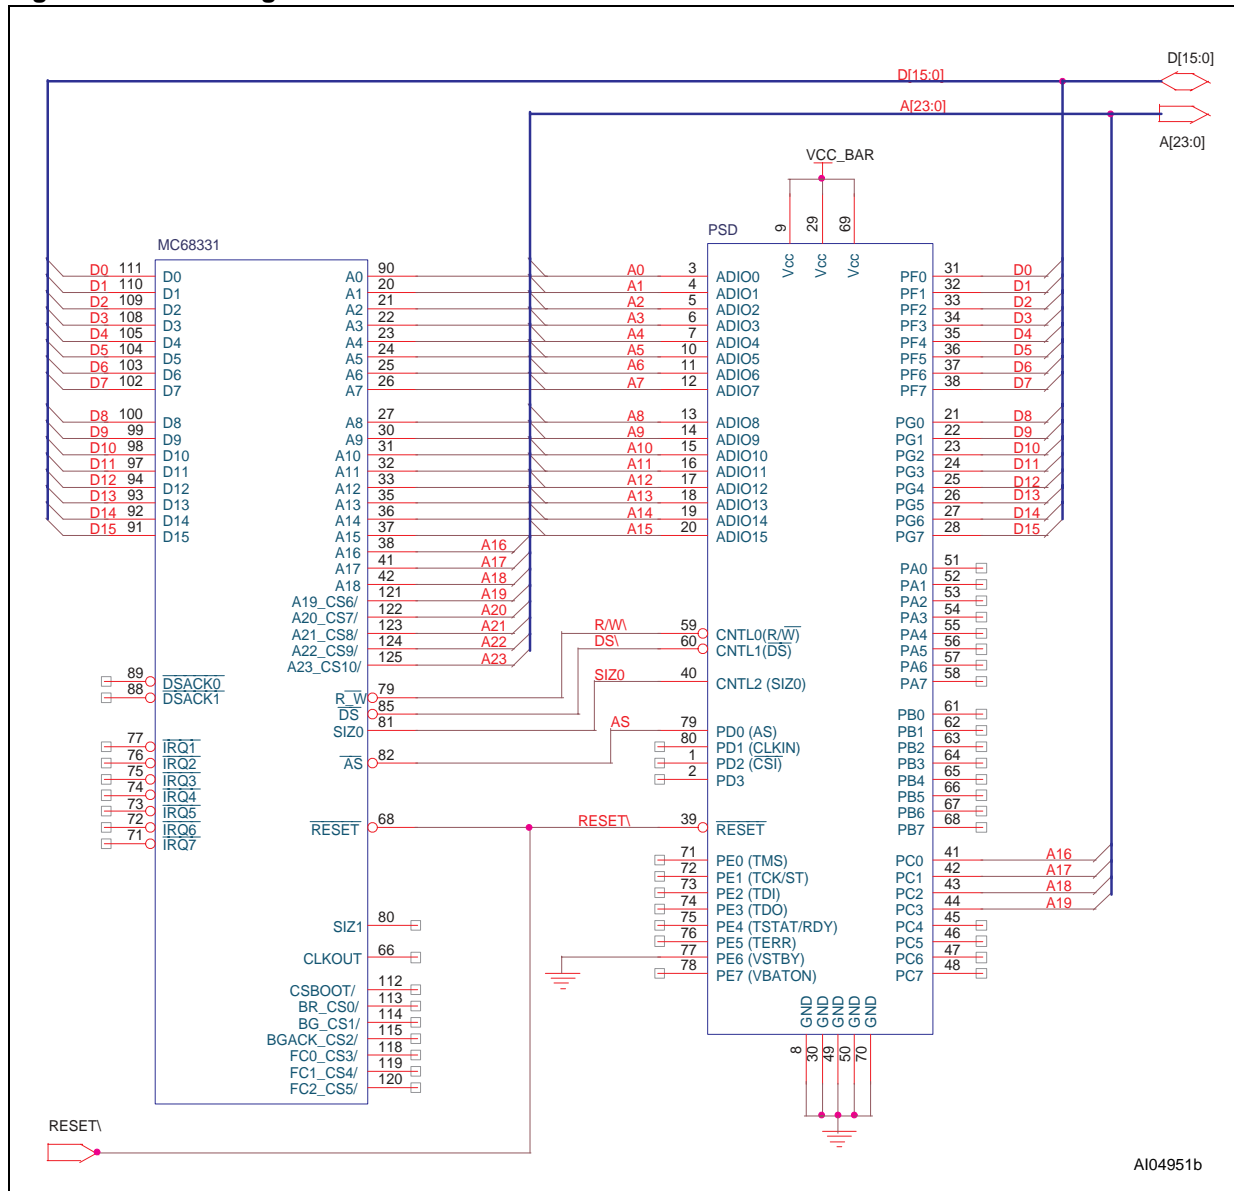 D[15:0]
D[15:0]
A[23:0]
A[23:0]
VCC_BAR
MC68331
PSD
9
29
69
Vcc
Vcc
Vcc
D0 111 D0 A0 90 A0 3 ADIO0 PF0 31 D0
D1 110 D1 A1 20 A1 4 ADIO1 PF1 32 D1
D2 109 D2 A2 21 A2 5 ADIO2 PF2 33 D2
D3 108 D3 A3 22 A3 6 ADIO3 PF3 34 D3
D4 105 D4 A4 23 A4 7 ADIO4 PF4 35 D4
D5 104 D5 A5 24 A5 10 ADIO5 PF5 36 D5
D6 103 D6 A6 25 A6 11 ADIO6 PF6 37 D6
D7 102 D7 A7 26 A7 12 ADIO7 PF7 38 D7
D8 100 D8 A8 27 A8 13 ADIO8 PG0 21 D8
D9 99 D9 A9 30 A9 14 ADIO9 PG1 22 D9
D10 98 D10 A10 31 A10 15 ADIO10 PG2 23 D10
D11 97 D11 A11 32 A11 16 ADIO11 PG3 24 D11
D12 94 D12 A12 33 A12 17 ADIO12 PG4 25 D12
D13 93 D13 A13 35 A13 18 ADIO13 PG5 26 D13
D14 92 D14 A14 36 A14 19 ADIO14 PG6 27 D14
D15 91 D15 A15 37 A15 20 ADIO15 PG7 28 D15
A16 38 A16
A17 41 A17 PA0 51
A18 42 A18 PA1 52
A19_CS6/ 121 A19 PA2 53
A20_CS7/ 122 A20 PA3 54
A21_CS8/ 123 A21 R/W\ 59 CNTL0(R/W) PA4 55
A22_CS9/ 124 A22 DS\ 60 CNTL1(DS) PA5 56
A23_CS10/ 125 A23 PA6 57
89 DSACK0 SIZ0 40 CNTL2 (SIZ0) PA7 58
88 DSACK1 R_W 79
DS 85 PB0 61
SIZ0 81 AS 79 PD0 (AS) PB1 62
77 IRQ1 80 PD1 (CLKIN) PB2 63
76 IRQ2 AS 82 1 PD2 (CSI) PB3 64
75 IRQ3 2 PD3 PB4 65
74 IRQ4 PB5 66
73 IRQ5 PB6 67
72 IRQ6 RESET 68 RESET\ 39 RESET PB7 68
71 IRQ7
71 PE0 (TMS) PC0 41 A16
72 PE1 (TCK/ST) PC1 42 A17
73 PE2 (TDI) PC2 43 A18
74 PE3 (TDO) PC3 44 A19
SIZ1 80 75 PE4 (TSTAT/RDY) PC4 45
76 PE5 (TERR) PC5 46
CLKOUT 66 77 PE6 (VSTBY) PC6 47
78 PE7 (VBATON) PC7 48
CSBOOT/ 112
BR_CS0/ 113
BG_CS1/ 114
BGACK_CS2/ 115
FC0_CS3/ 118
FC1_CS4/ 119
FC2_CS5/ 120
GND
GND
GND
GND
GND
8
30
49
50
70
RESET\
AI04951b